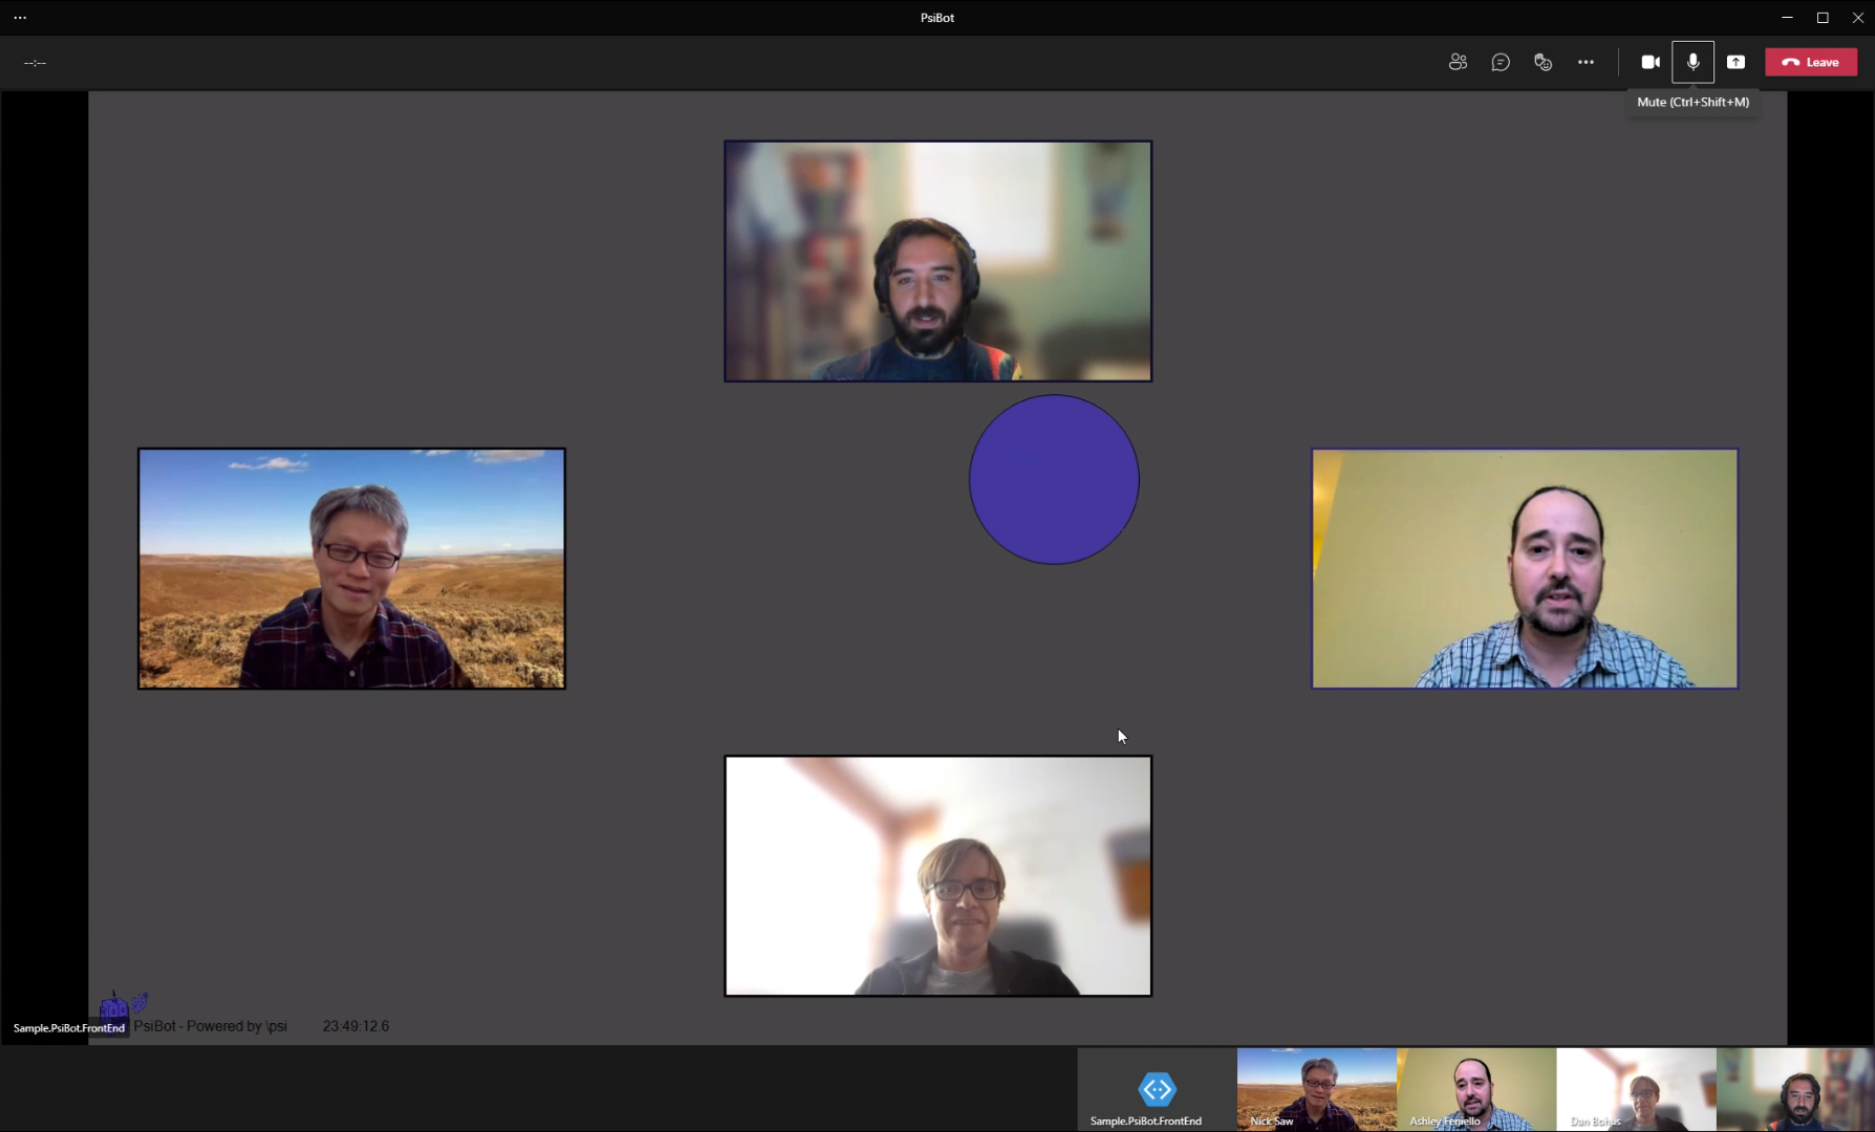 PsiBot
--:--
Leave
Mute (Ctrl+Shift+M)
Sample.PsiBot.FrontEnd
PsiBot - Powered by \psi 23:49:12.6
Sample.PsiBot.FrontEnd
Nick Saw
Ashley Feniello
Dan Bohus